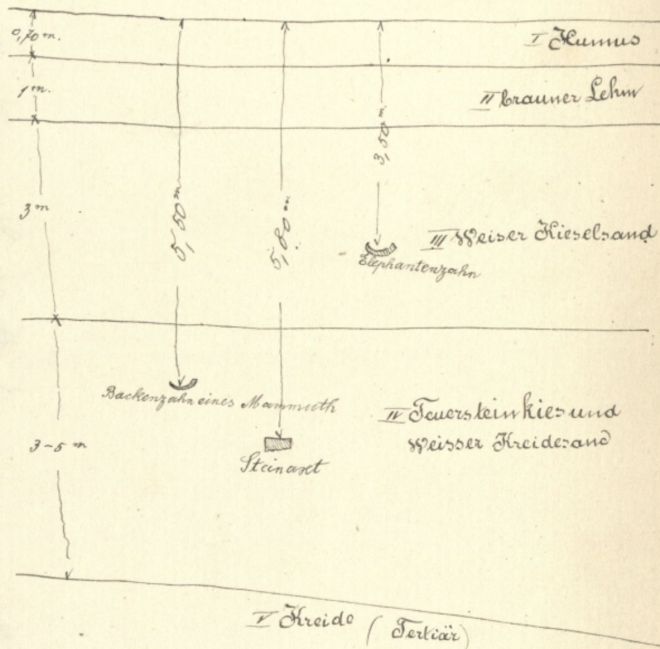 0,70 m.
I Humus
1 m.
II brauner Lehm
3 m
5,50 m
5,80 m
3,50 m
III Weiser Kieselsand
Elephantenzahn
Backenzahn eines Mammuth
3-5 m
Steinaxt
IV Feuersteinkies und
Weisser Kreidesand
V Kreide (Tertiär)